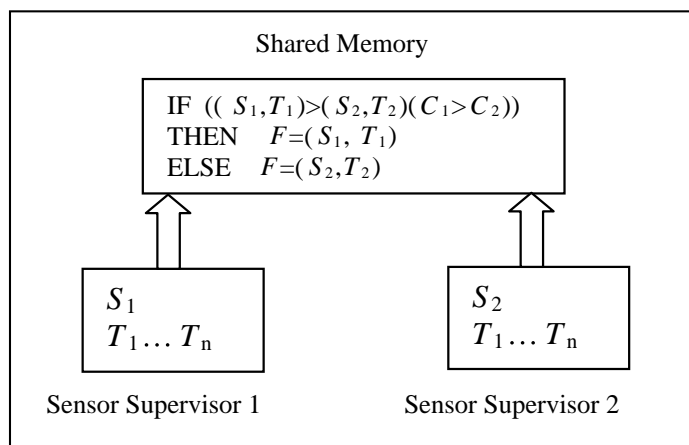 Shared Memory
IF (( S₁,T₁)>(S₂,T₂)(C₁>C₂))
THEN F=(S₁, T₁)
ELSE F=(S₂,T₂)
S₁
T₁... Tₙ
Sensor Supervisor 1
S₂
T₁... Tₙ
Sensor Supervisor 2